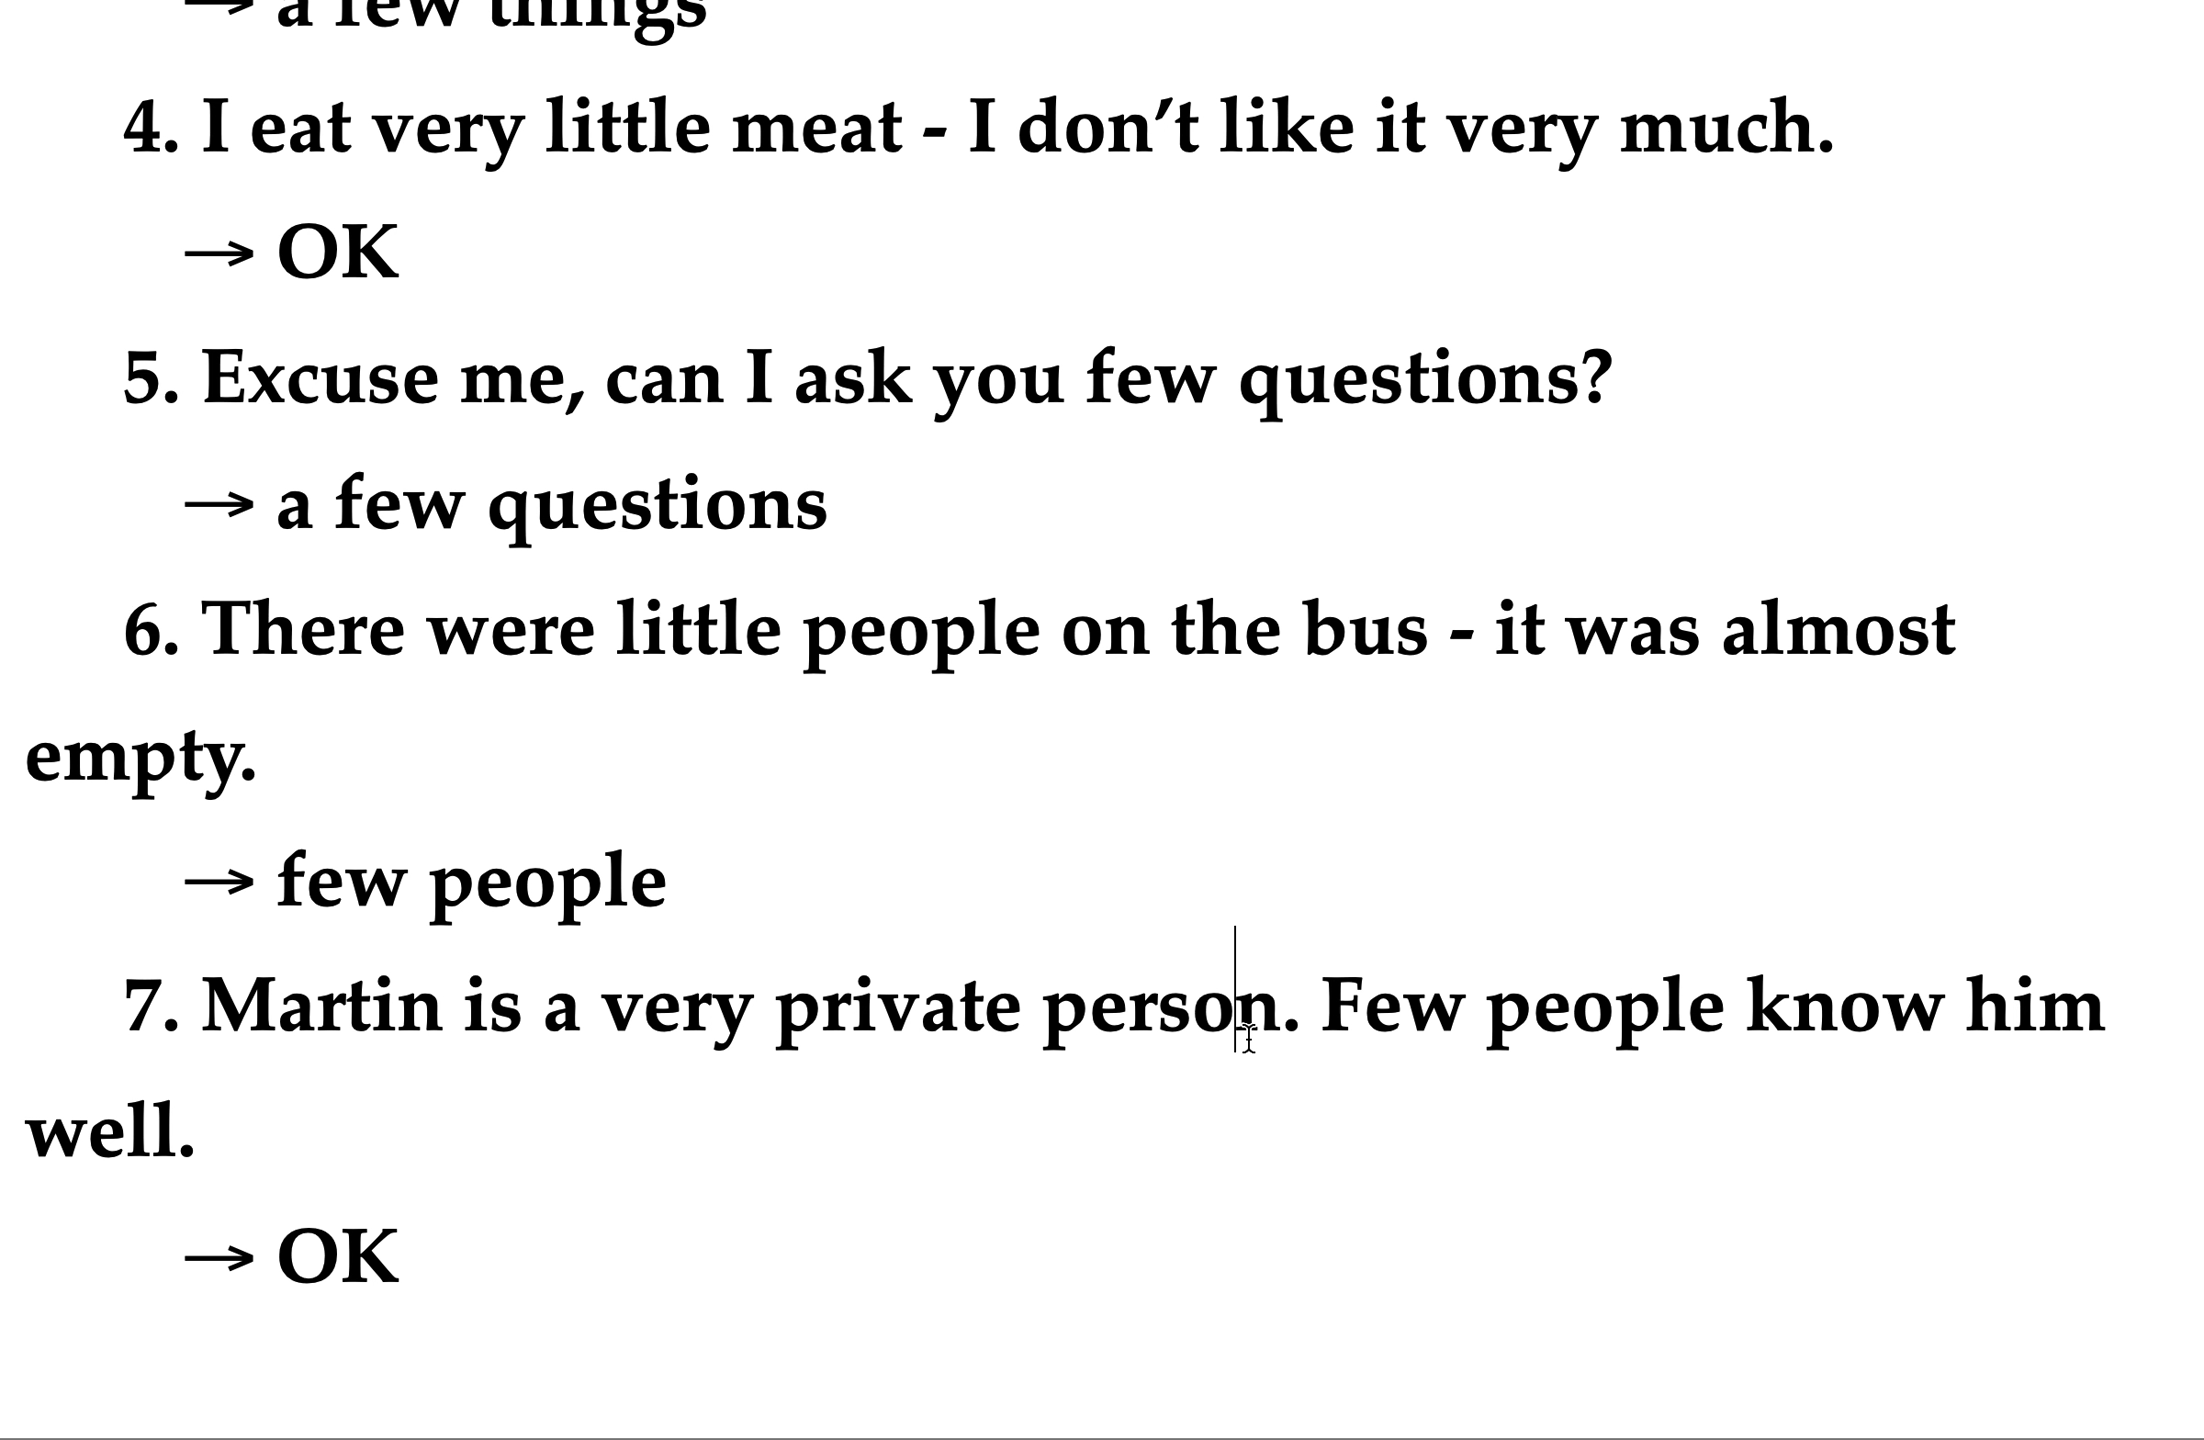 → a few things
4. I eat very little meat - I don’t like it very much.
→ OK
5. Excuse me, can I ask you few questions?
→ a few questions
6. There were little people on the bus - it was almost
empty.
→ few people
7. Martin is a very private person. Few people know him
well.
→ OK